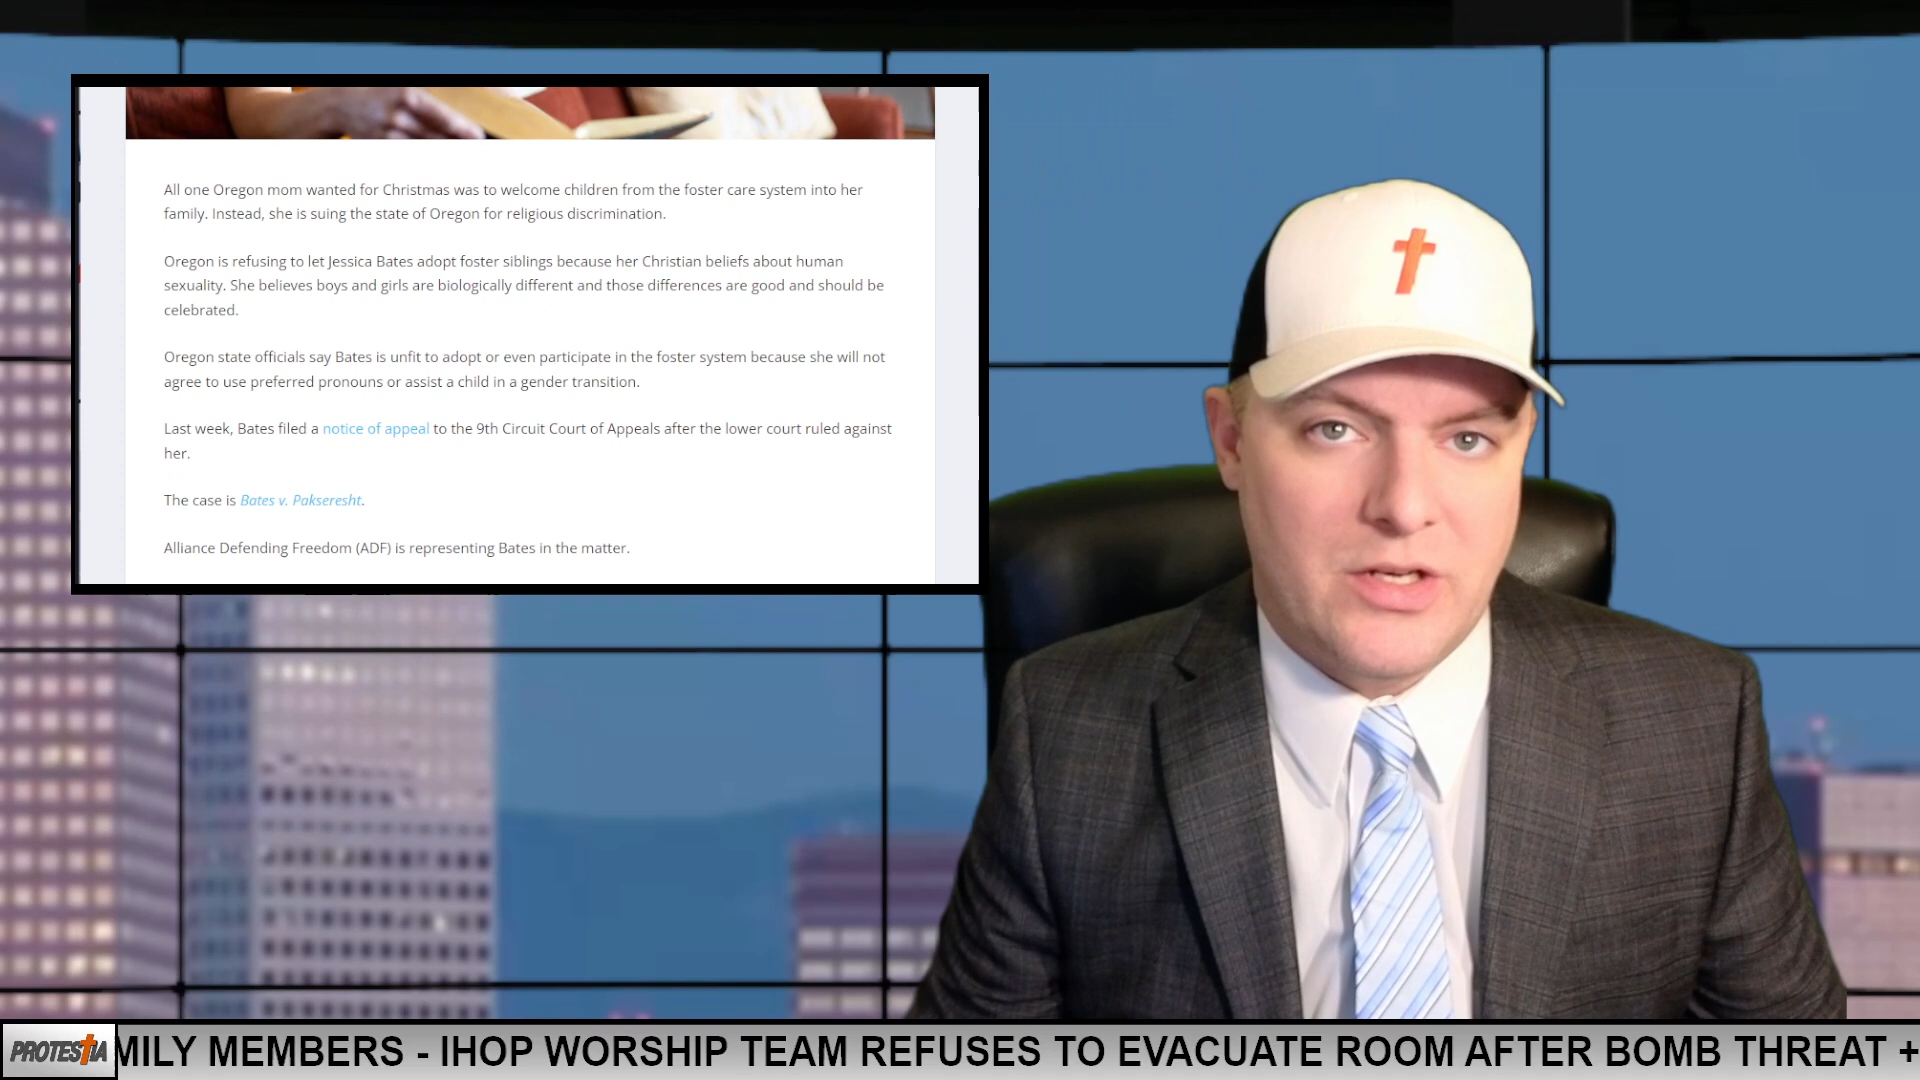 All one Oregon mom wanted for Christmas was to welcome children from the foster care system into her
family. Instead, she is suing the state of Oregon for religious discrimination.
Oregon is refusing to let Jessica Bates adopt foster siblings because her Christian beliefs about human
sexuality. She believes boys and girls are biologically different and those differences are good and should be
celebrated.
Oregon state officials say Bates is unfit to adopt or even participate in the foster system because she will not
agree to use preferred pronouns or assist a child in a gender transition.
Last week, Bates filed a notice of appeal to the 9th Circuit Court of Appeals after the lower court ruled against
her.
The case is Bates v. Pakseresht.
Alliance Defending Freedom (ADF) is representing Bates in the matter.
PROTESTIA
MILY MEMBERS - IHOP WORSHIP TEAM REFUSES TO EVACUATE ROOM AFTER BOMB THREAT +